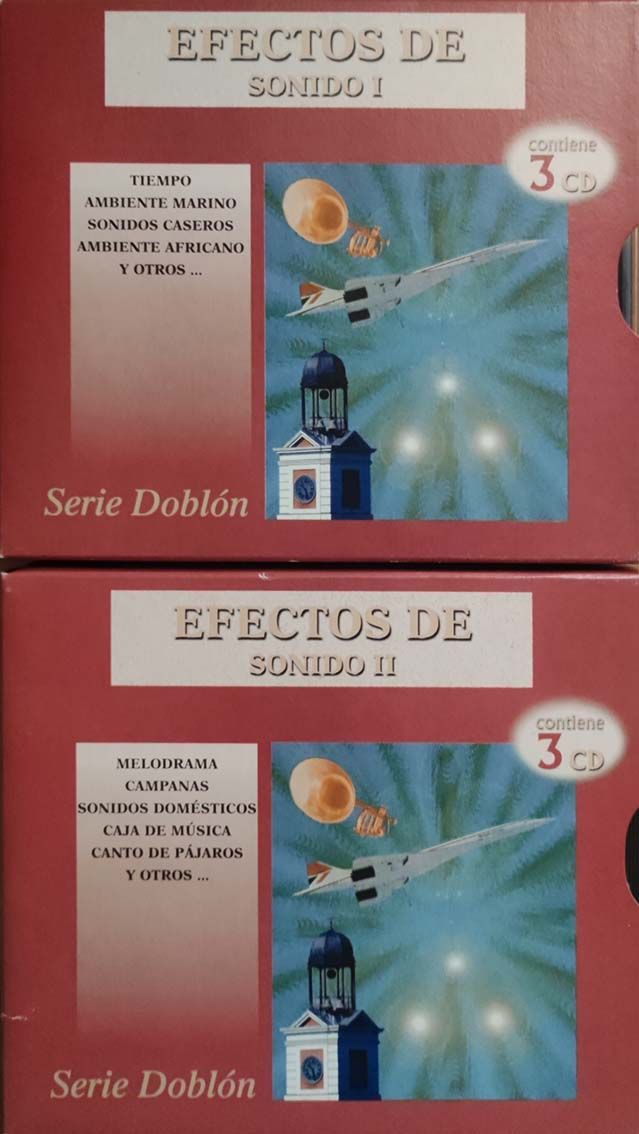 EFECTOS DE
SONIDO I
contiene
3 CD
TIEMPO
AMBIENTE MARINO
SONIDOS CASEROS
AMBIENTE AFRICANO
Y OTROS ...
Serie Doblón
EFECTOS DE
SONIDO II
contiene
3 CD
MELODRAMA
CAMPANAS
SONIDOS DOMÉSTICOS
CAJA DE MÚSICA
CANTO DE PÁJAROS
Y OTROS ...
Serie Doblón